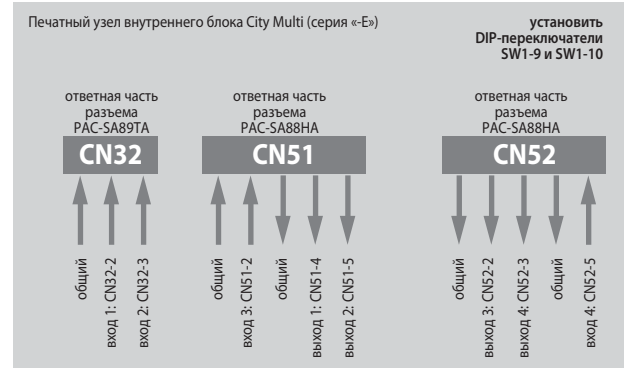 Печатный узел внутреннего блока City Multi (серия «-Е»)
установить
DIP-переключатели
SW1-9 и SW1-10
ответная часть
разъема
PAC-SA89TA
CN32
общий
вход 1: CN32-2
вход 2: CN32-3
ответная часть
разъема
PAC-SA88HA
CN51
общий
вход 3: CN51-2
общий
выход 1: CN51-4
выход 2: CN51-5
ответная часть
разъема
PAC-SA88HA
CN52
общий
выход 3: CN52-2
выход 4: CN52-3
общий
вход 4: CN52-5